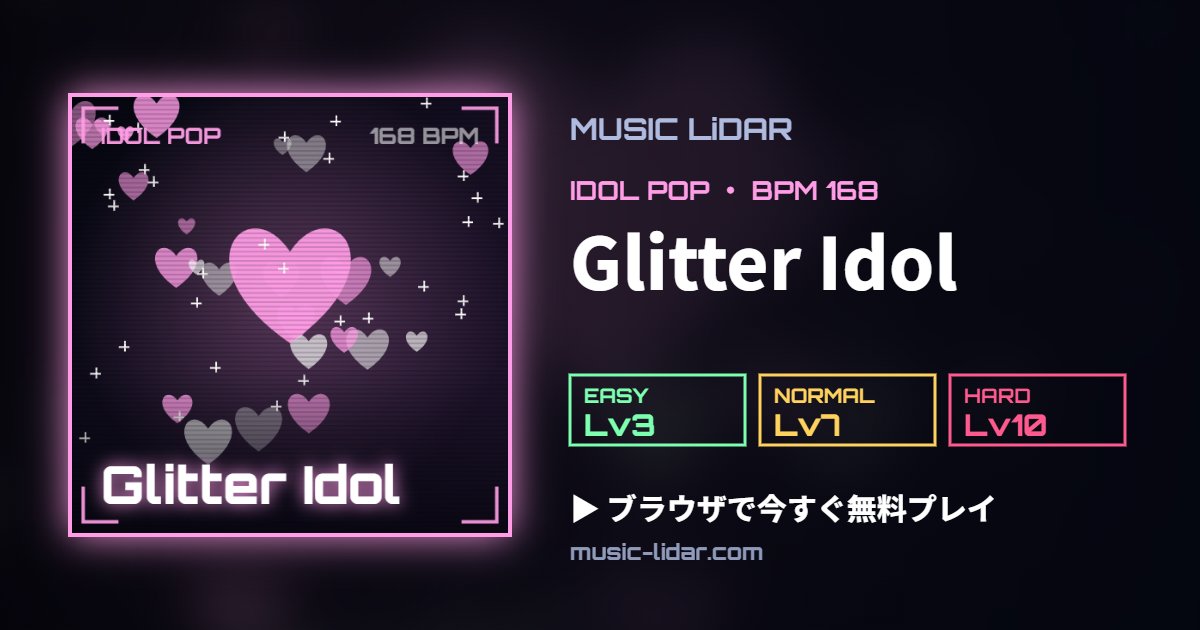 IDOL POP
168 BPM
Glitter Idol
MUSIC LiDAR
IDOL POP • BPM 168
Glitter Idol
EASY
Lv3
NORMAL
Lv7
HARD
Lv10
▶ ブラウザで今すぐ無料プレイ
music-lidar.com